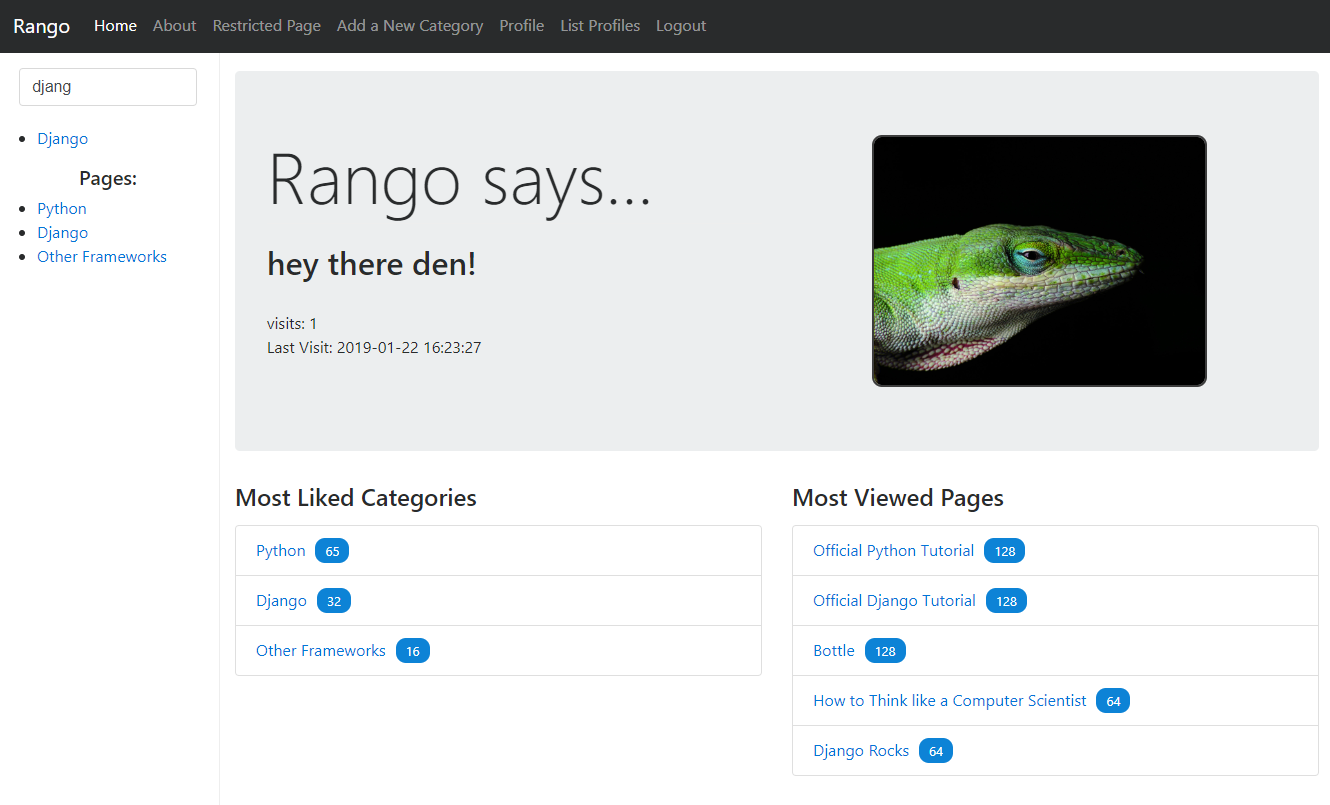 Rango Home About Restricted Page Add a New Category Profile List Profiles Logout
djang
Django
Pages:
Python
Django
Other Frameworks
Rango says...
hey there den!
visits: 1
Last Visit: 2019-01-22 16:23:27
Most Liked Categories
Python 65
Django 32
Other Frameworks 16
Most Viewed Pages
Official Python Tutorial 128
Official Django Tutorial 128
Bottle 128
How to Think like a Computer Scientist 64
Django Rocks 64